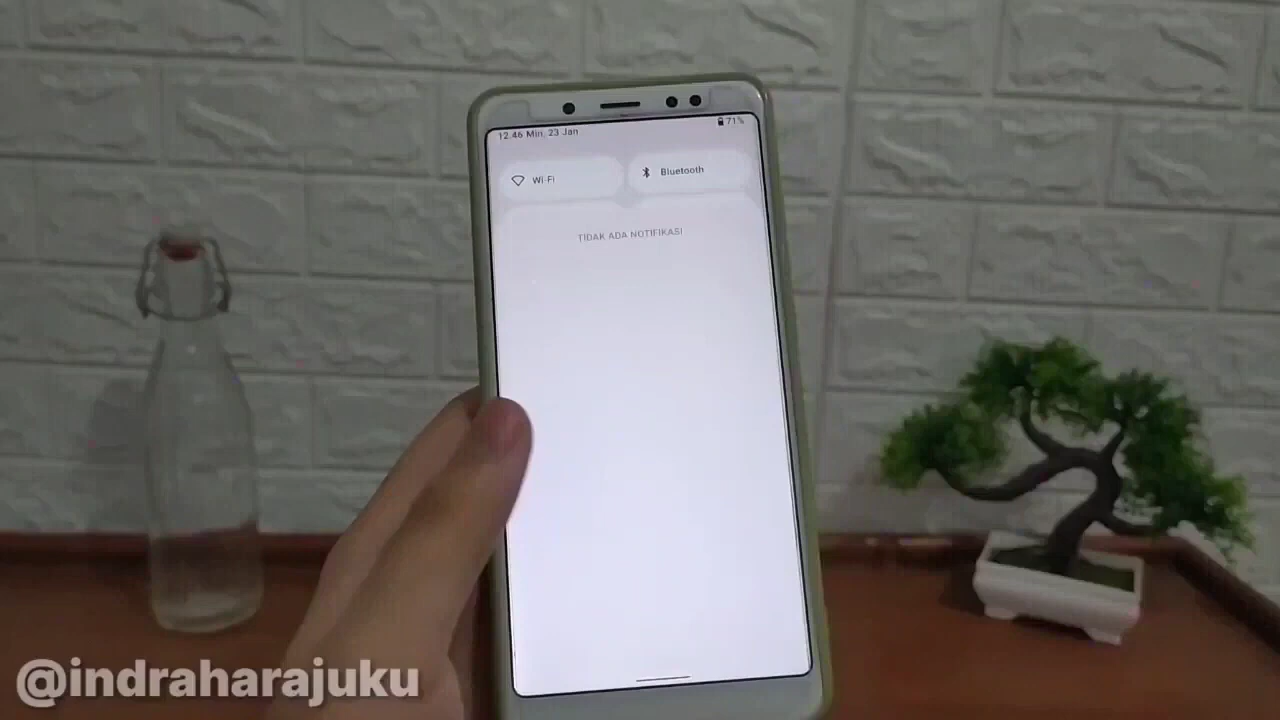 12.46 Min, 23 Jan
71%
Wi-Fi
Bluetooth
TIDAK ADA NOTIFIKASI
@indraharajuku